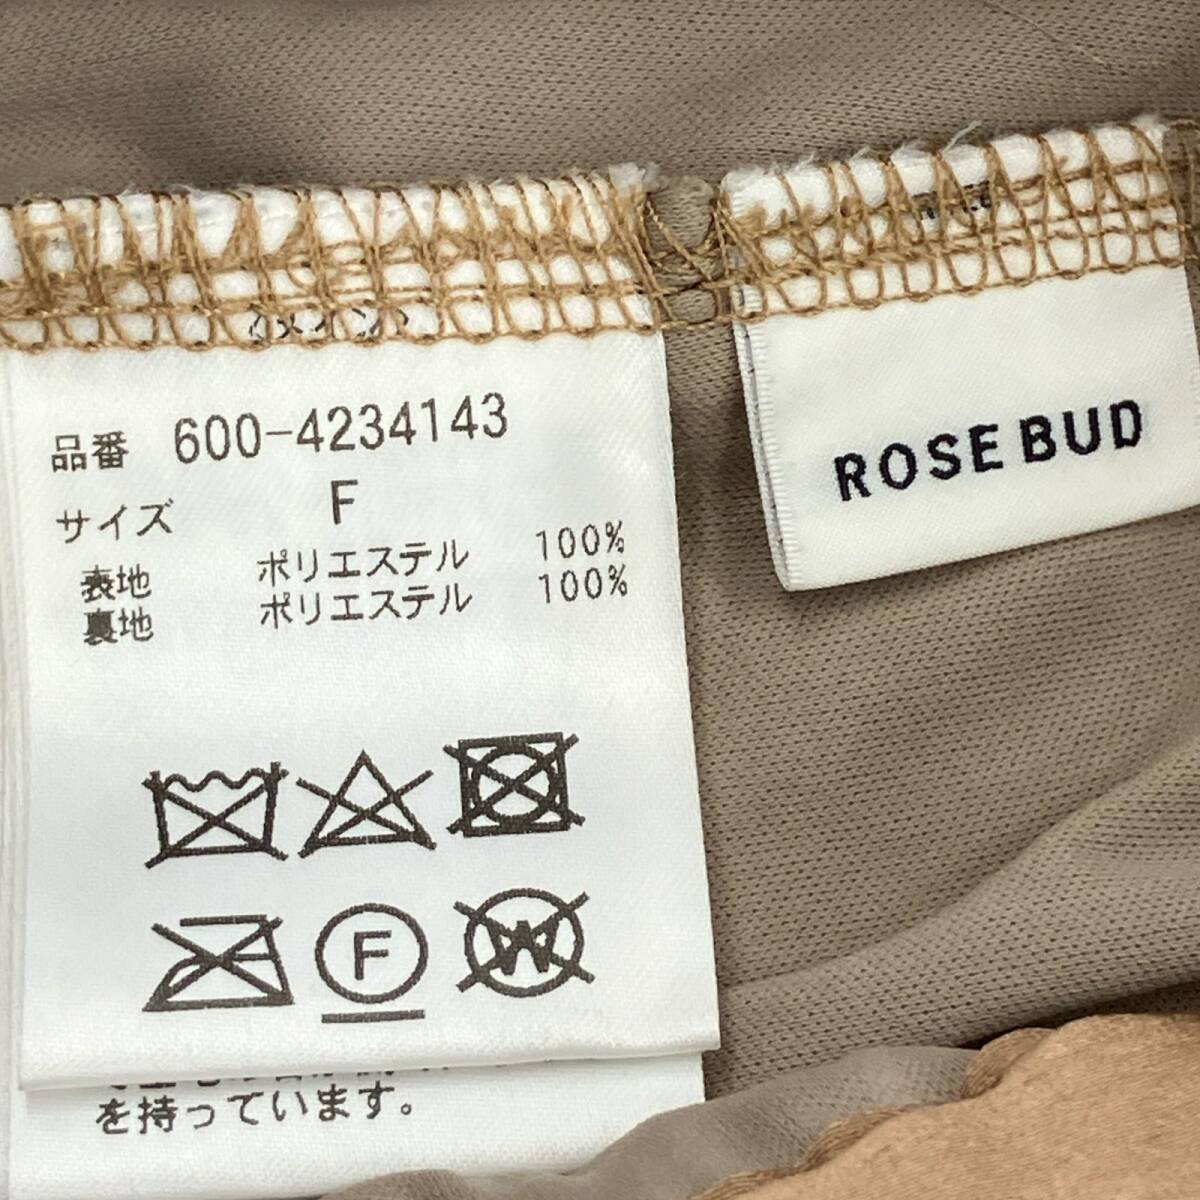 品番 600-4234143
サイズ F
表地 ポリエステル 100%
裏地 ポリエステル 100%
F
W
を持っています。
ROSE BUD